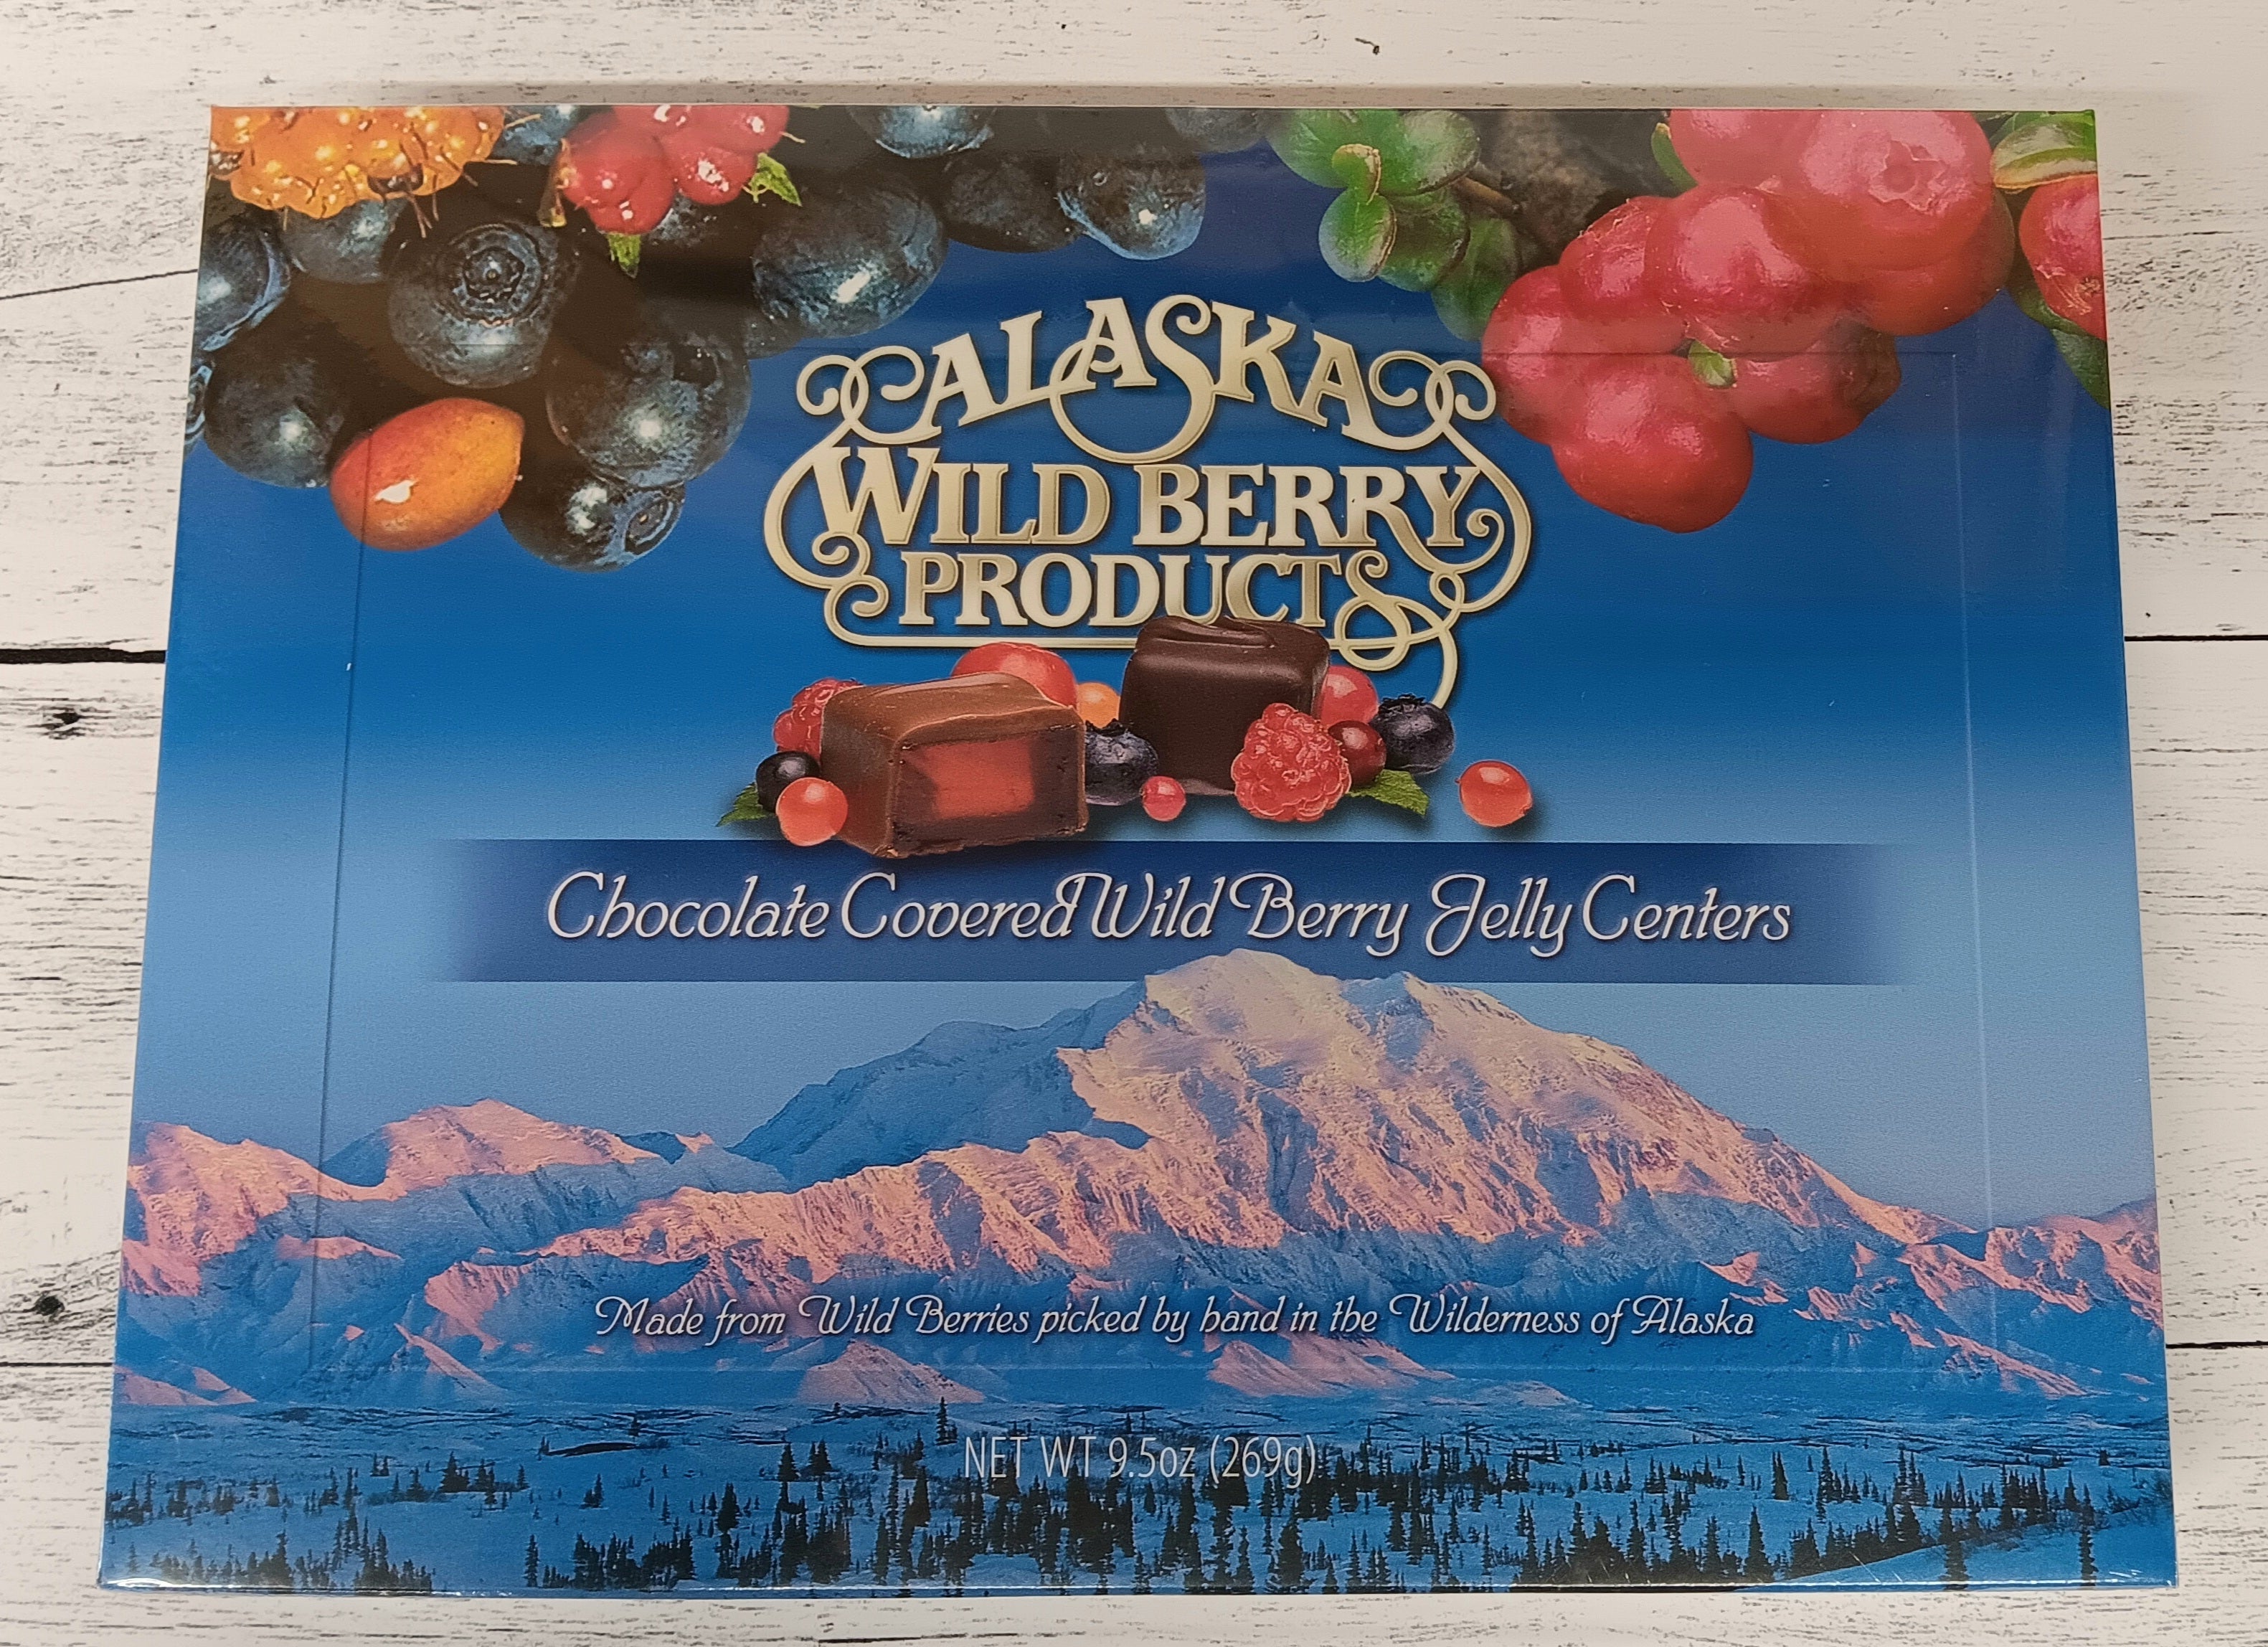 ALASKA
WILD BERRY
PRODUCTS
Chocolate Covered Wild Berry Jelly Centers
Made from Wild Berries picked by hand in the Wilderness of Alaska
NET WT 9.5oz (269g)